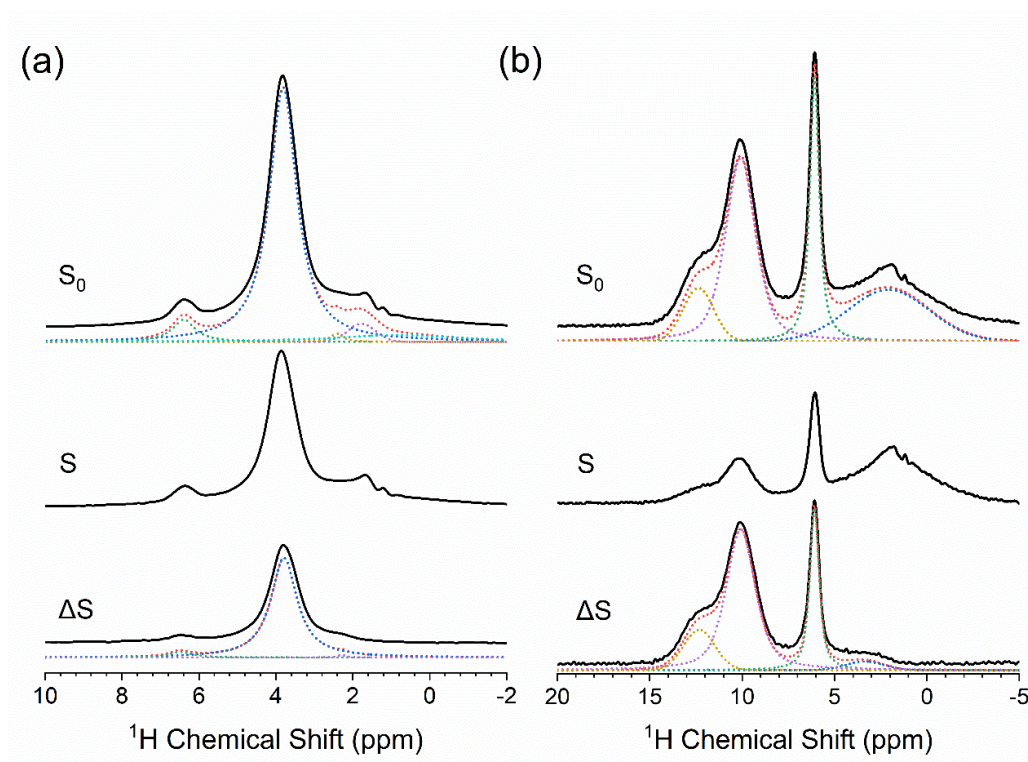 (a) (b)
S₀ S₀
S S
ΔS ΔS
10 8 6 4 2 0 -2 20 15 10 5 0 -5
¹H Chemical Shift (ppm) ¹H Chemical Shift (ppm)